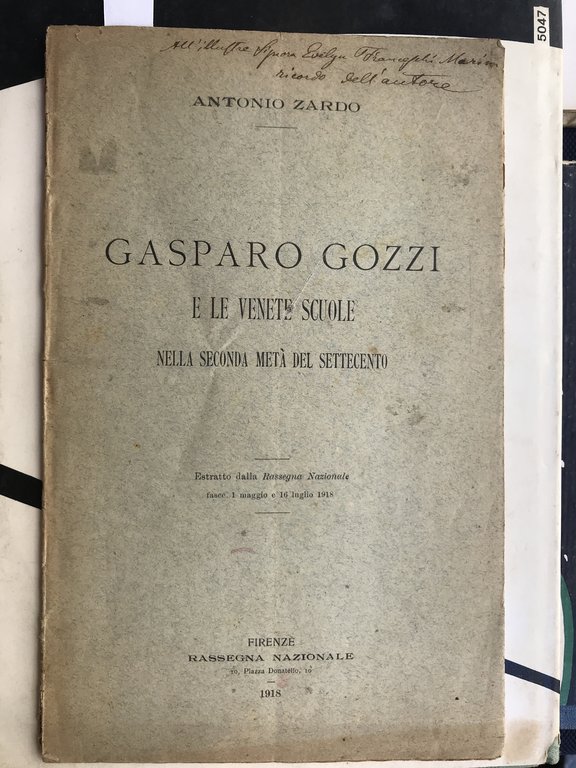 All'illustre Signora Evelyn Franceschi Marini
ricordo dell'autore
ANTONIO ZARDO
GASPARO GOZZI
E LE VENETE SCUOLE
NELLA SECONDA METÀ DEL SETTECENTO
Estratto dalla Rassegna Nazionale
fasc. 1 maggio e 16 luglio 1918
FIRENZE
RASSEGNA NAZIONALE
10, Piazza Donatello, 10
1918
5047